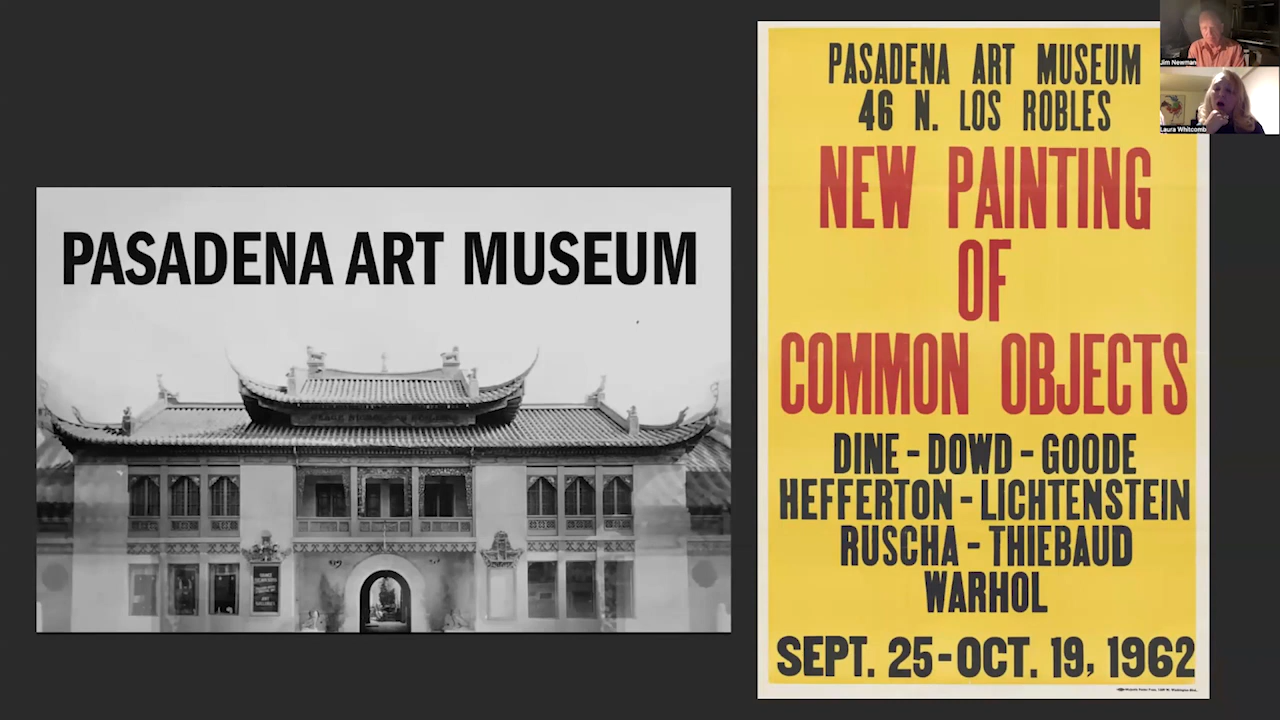 PASADENA ART MUSEUM
PASADENA ART MUSEUM
46 N. LOS ROBLES
NEW PAINTING
OF
COMMON OBJECTS
DINE - DOWD - GOODE
HEFFERTON - LICHTENSTEIN
RUSCHA - THIEBAUD
WARHOL
SEPT. 25 - OCT. 19, 1962
Jim Newman
Laura Whitcomb